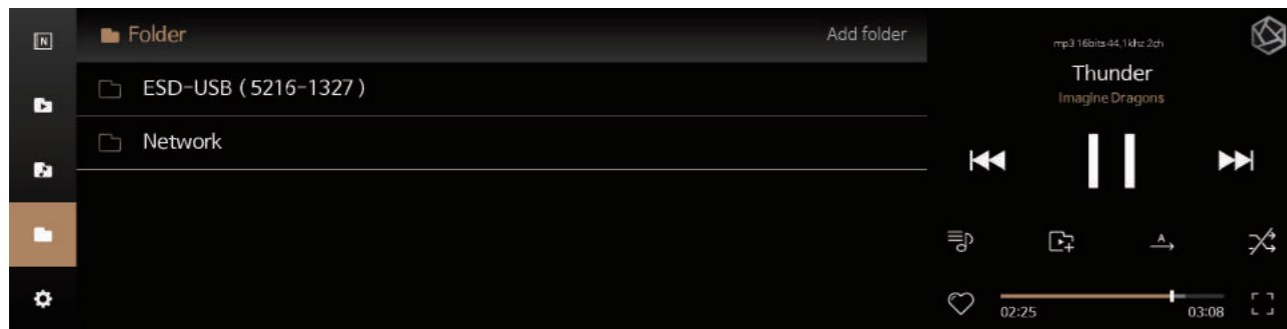 N
Folder
Add folder
ESD-USB ( 5216-1327 )
Network
mp3 16bits 44,1khz 2ch
Thunder
Imagine Dragons
A
02:25
03:08